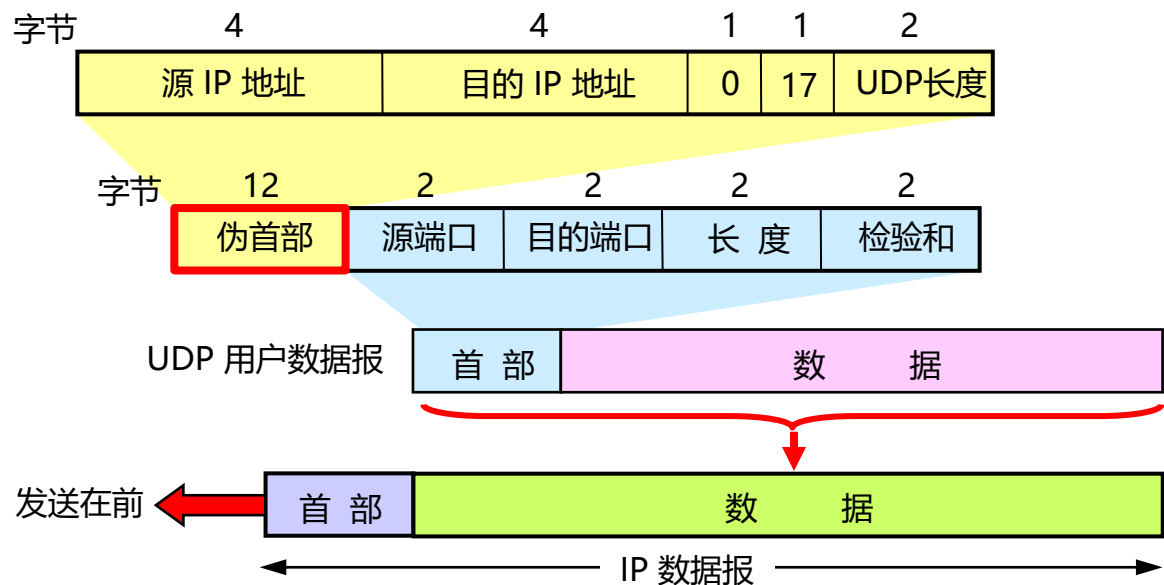 字节 4 4 1 1 2
源 IP 地址 目的 IP 地址 0 17 UDP长度
字节 12 2 2 2 2
伪首部 源端口 目的端口 长 度 检验和
UDP 用户数据报 首 部 数 据
发送在前 首 部 数 据
IP 数据报